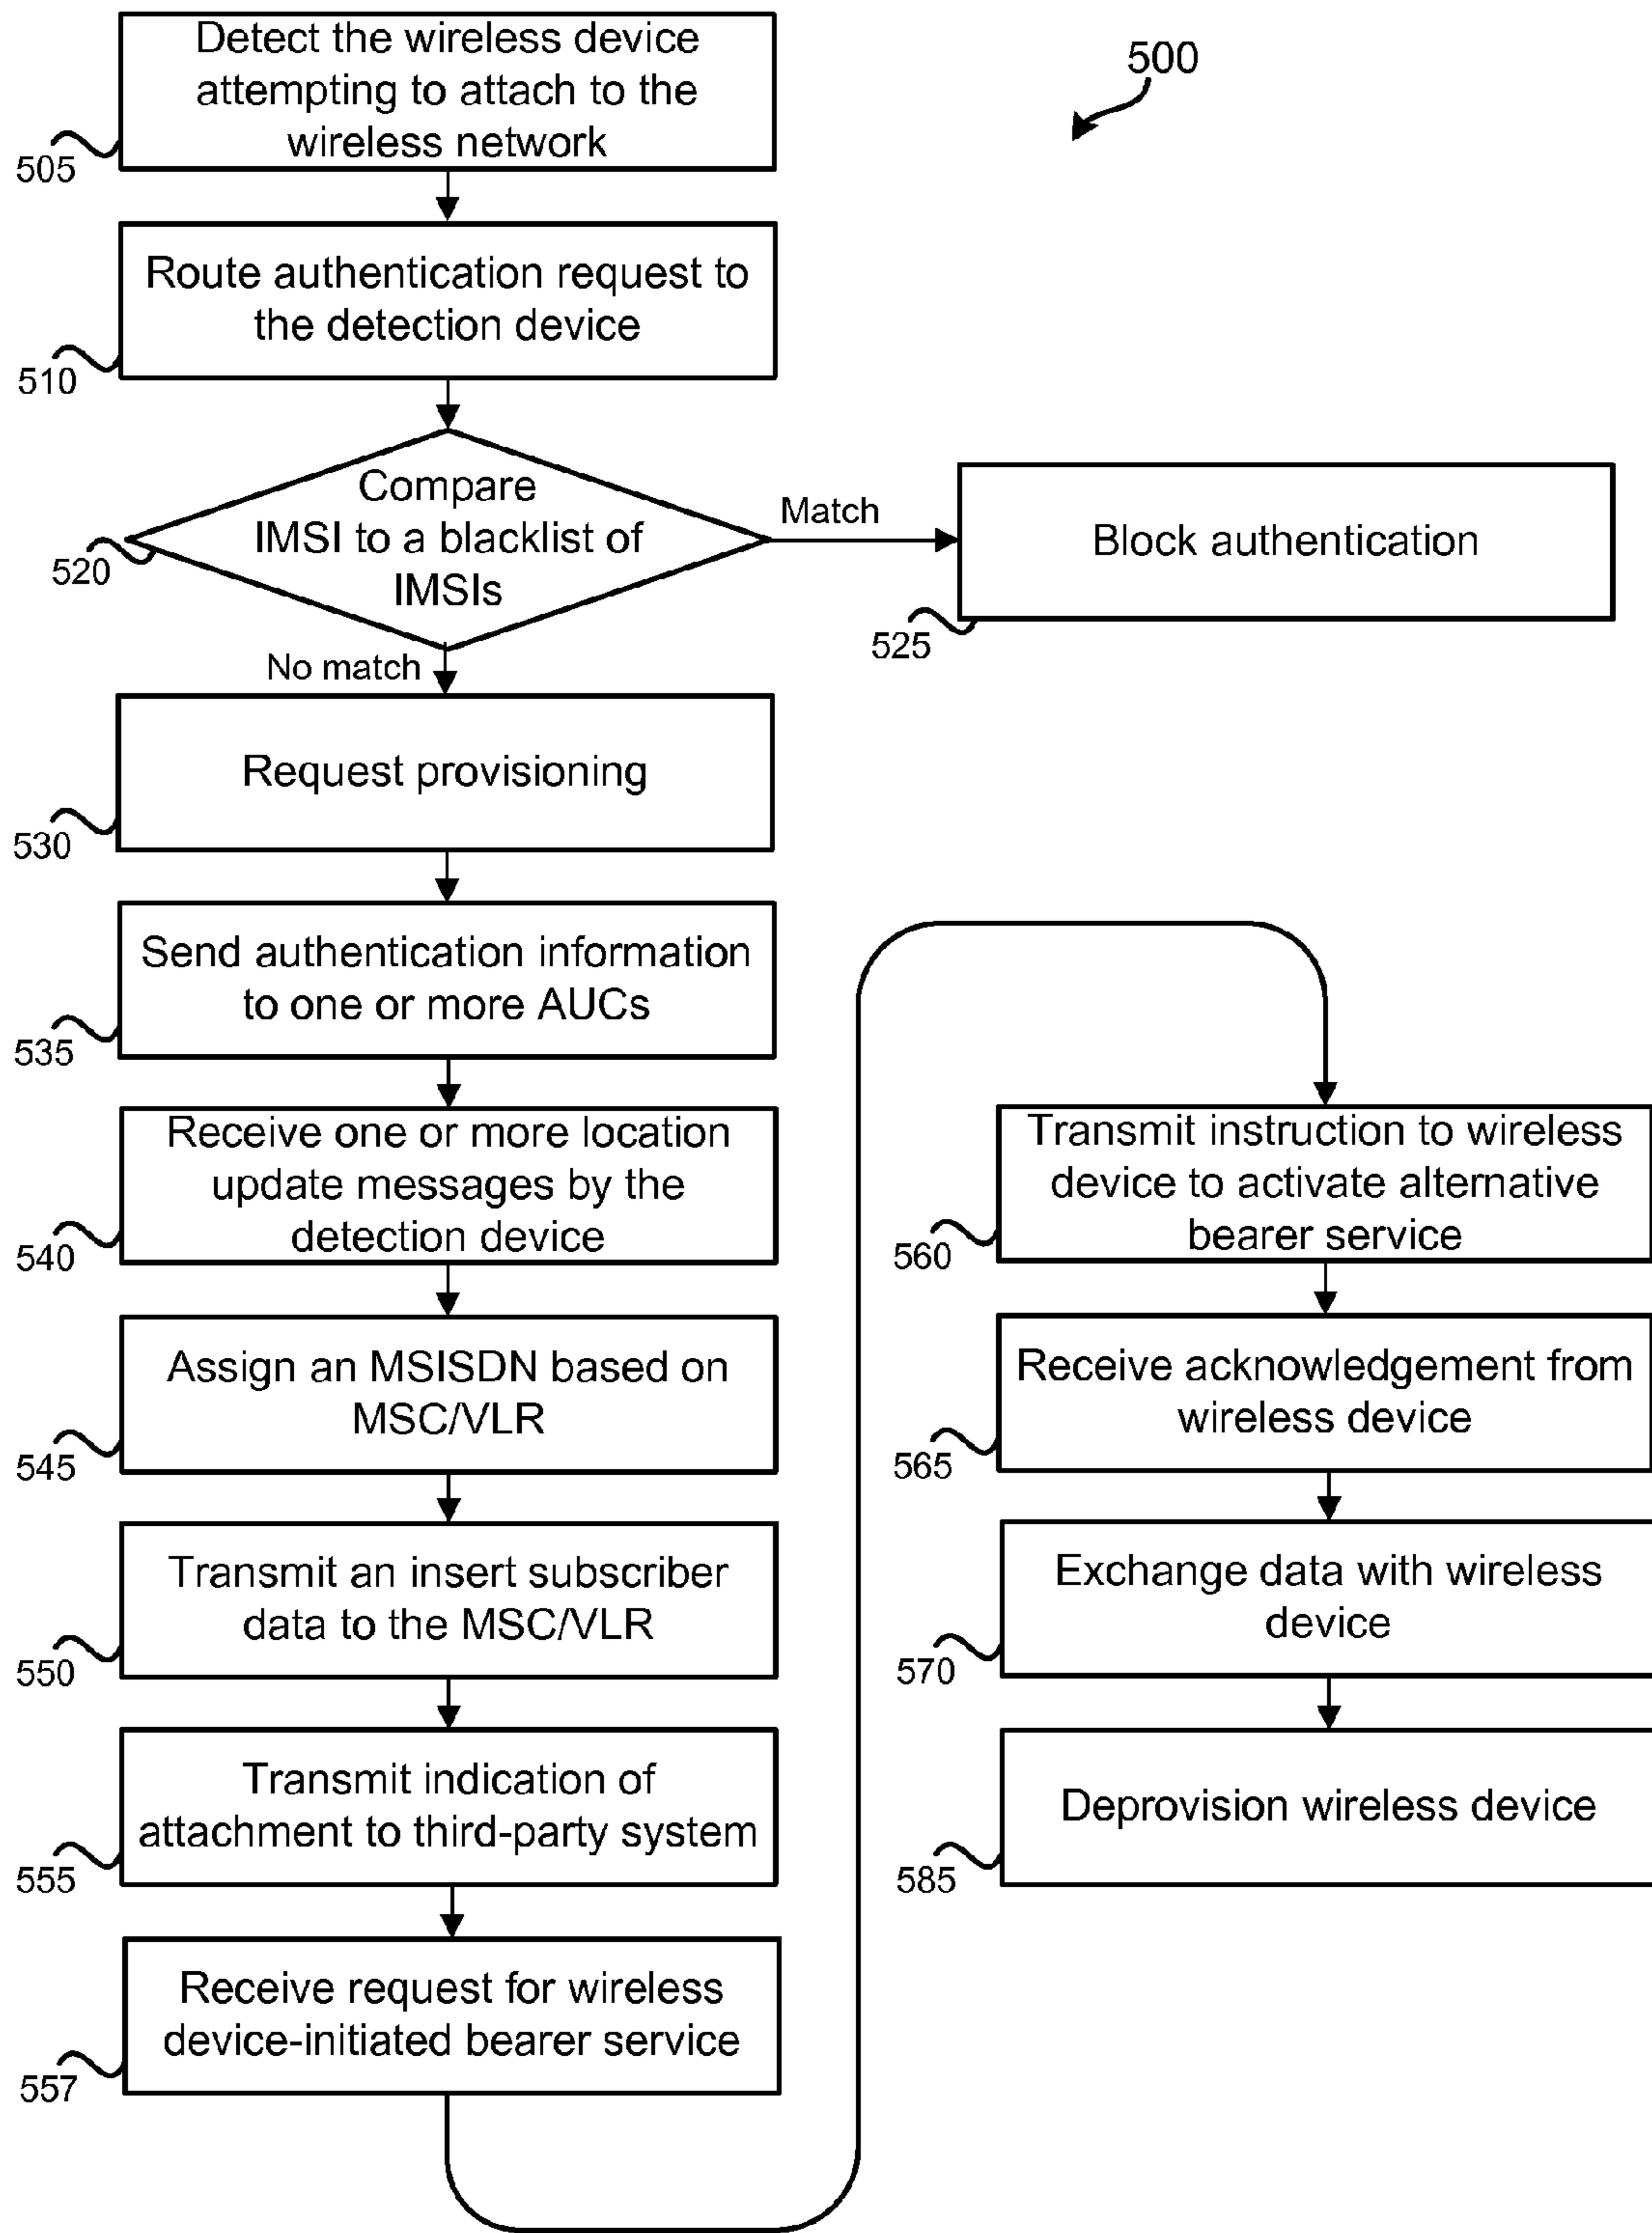 Detect the wireless device
attempting to attach to the
wireless network
505
500
Route authentication request to
the detection device
510
Compare
IMSI to a blacklist of
IMSIs
520
Match
Block authentication
525
No match
Request provisioning
530
Send authentication information
to one or more AUCs
535
Receive one or more location
update messages by the
detection device
540
Assign an MSISDN based on
MSC/VLR
545
Transmit an insert subscriber
data to the MSC/VLR
550
Transmit indication of
attachment to third-party system
555
Receive request for wireless
device-initiated bearer service
557
Transmit instruction to wireless
device to activate alternative
bearer service
560
Receive acknowledgement from
wireless device
565
Exchange data with wireless
device
570
Deprovision wireless device
585